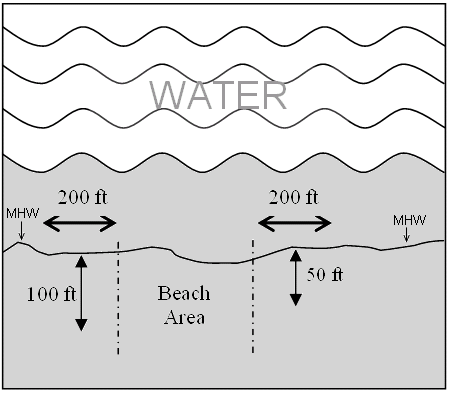 WATER
200 ft
200 ft
MHW
MHW
100 ft
50 ft
Beach
Area